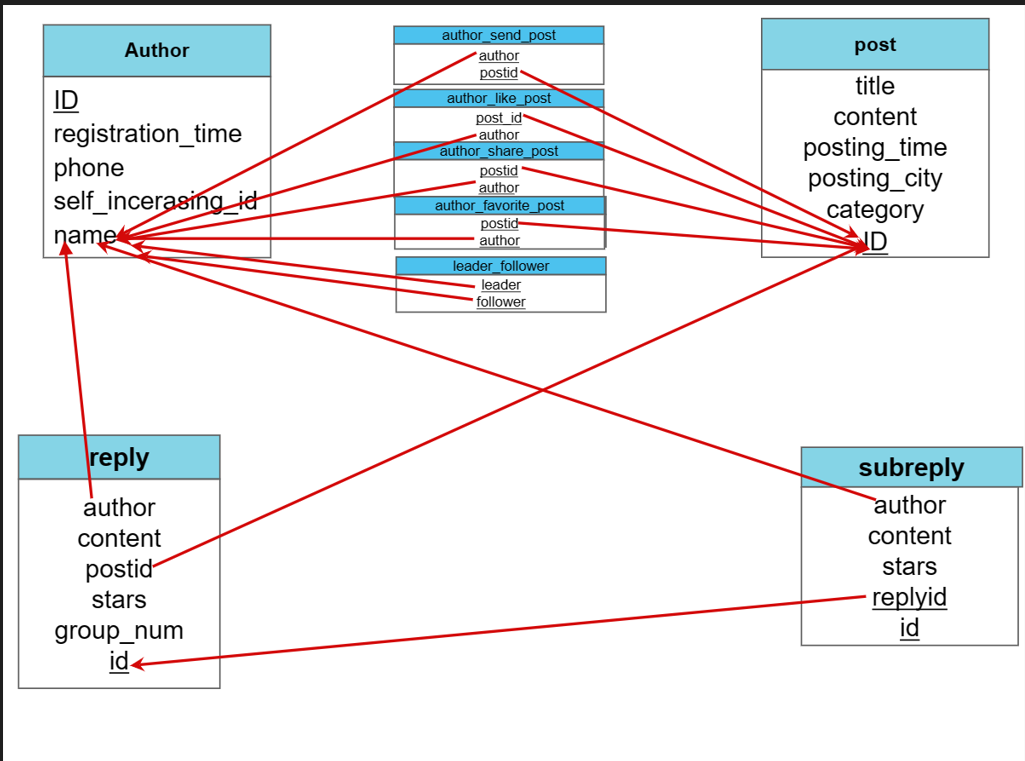 Author
ID
registration_time
phone
self_incerasing_id
name
author_send_post
author
postid
author_like_post
post_id
author
author_share_post
postid
author
author_favorite_post
postid
author
leader_follower
leader
follower
post
title
content
posting_time
posting_city
category
ID
reply
author
content
postid
stars
group_num
id
subreply
author
content
stars
replyid
id